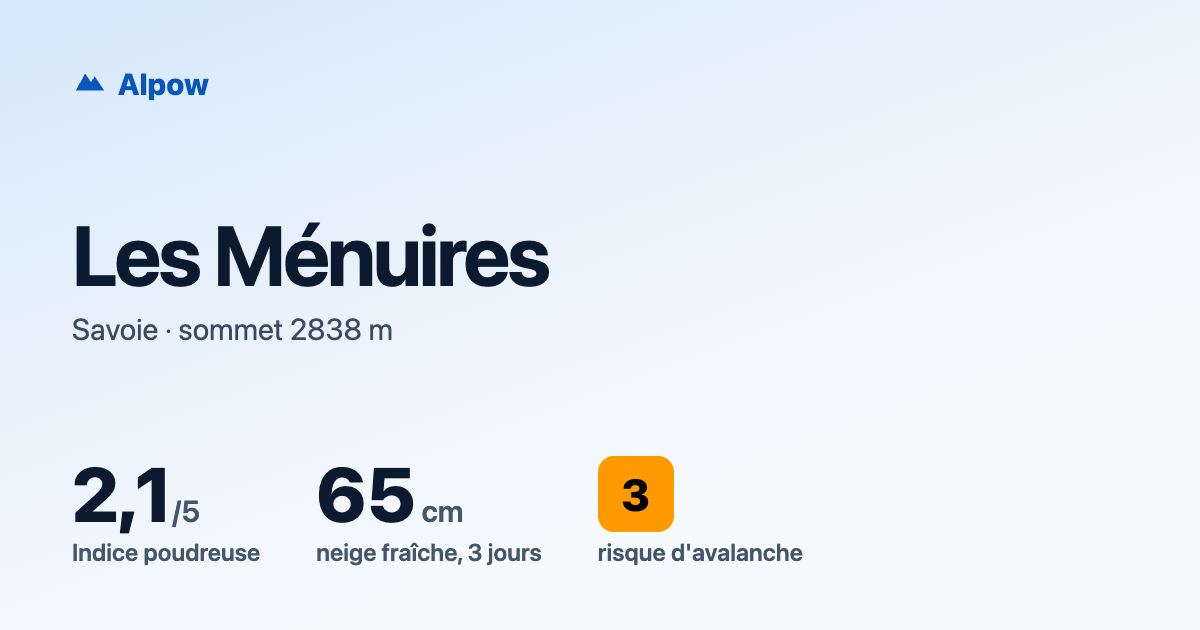 Alpow
Les Ménuires
Savoie · sommet 2838 m
2,1/5
Indice poudreuse
65 cm
neige fraîche, 3 jours
3
risque d'avalanche